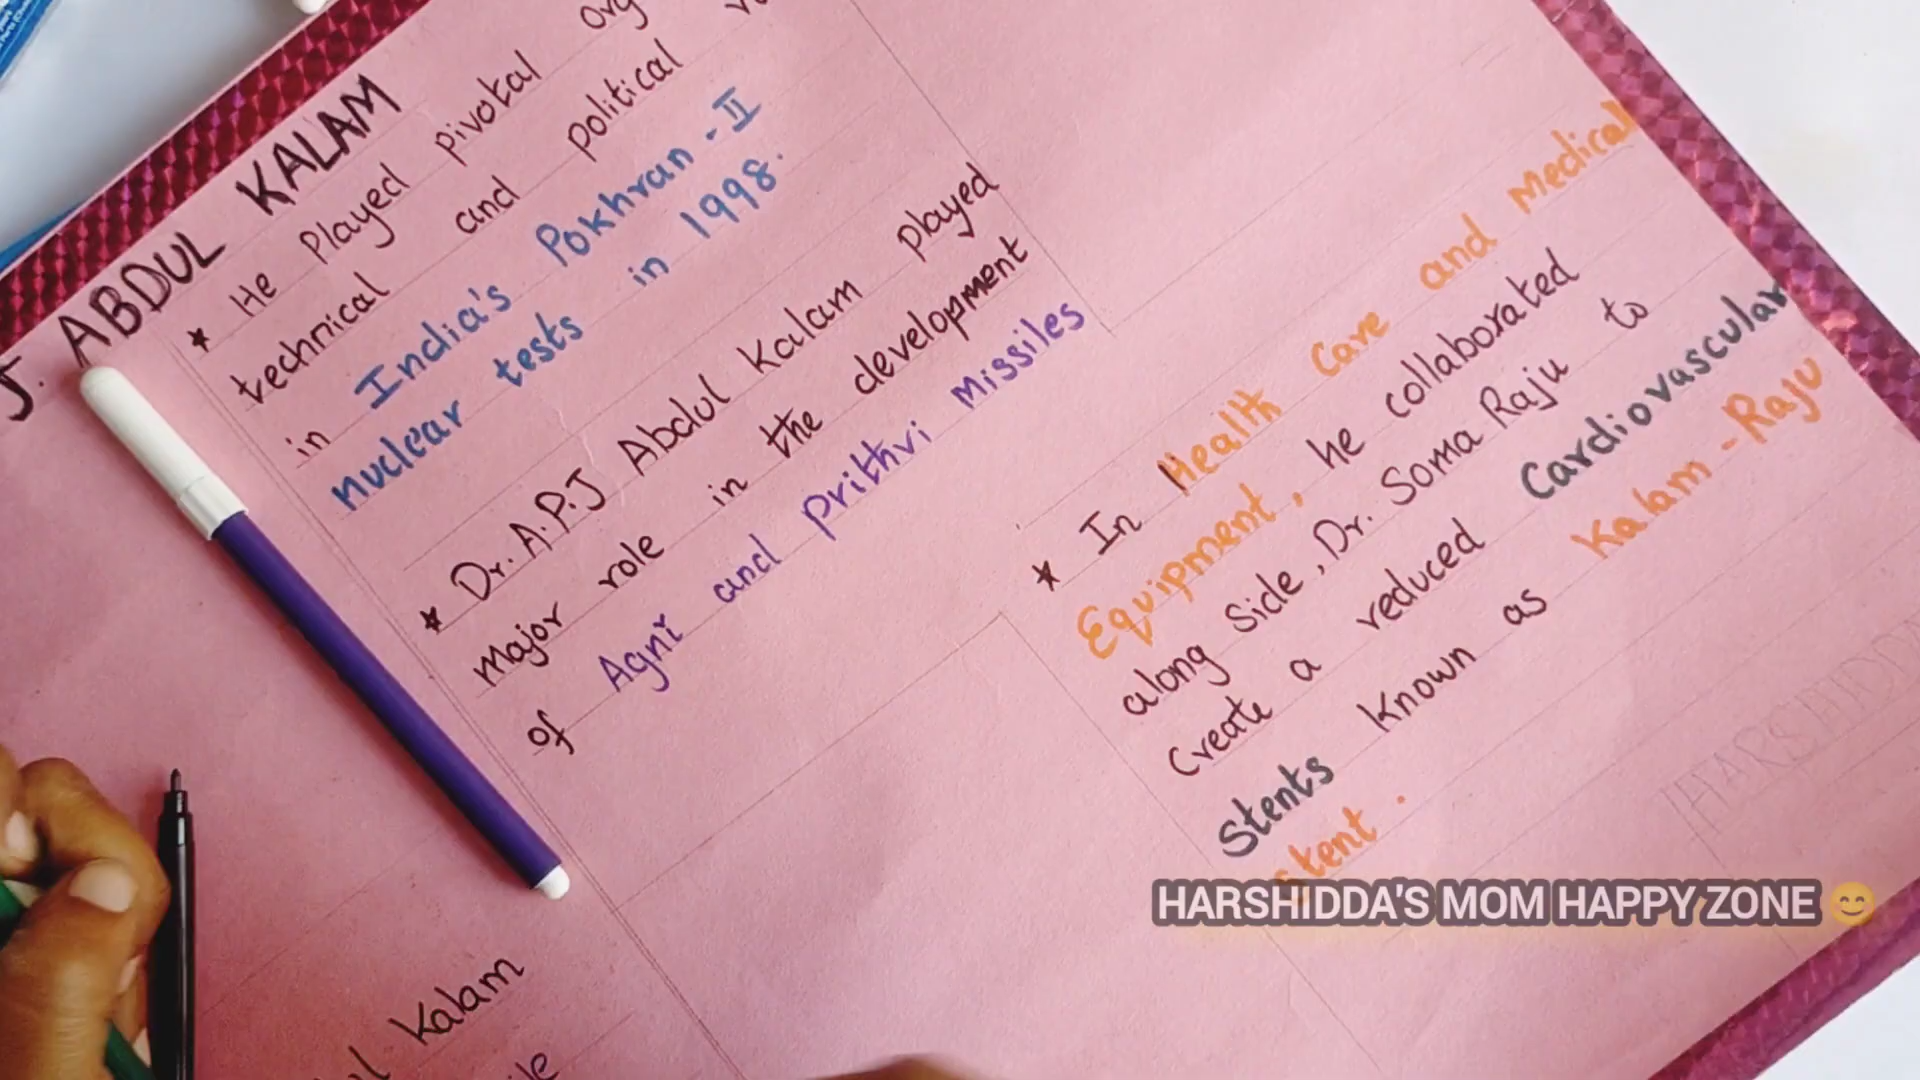 J. ABDUL KALAM
★ He Played pivotal
technical and political
in India's Pokhran - II
nuclear tests in 1998.
★ Dr. A.P.J Abdul Kalam played
major role in the development
of Agni and prithvi Missiles
★ In Health Care and Medical
Equipment, he collaborated
along Side, Dr. Soma Raju to
Create a reduced Cardiovascular
Stents known as Kalam - Raju
stent.
Kalam
HARSHIDDA
HARSHIDDA'S MOM HAPPY ZONE 😊